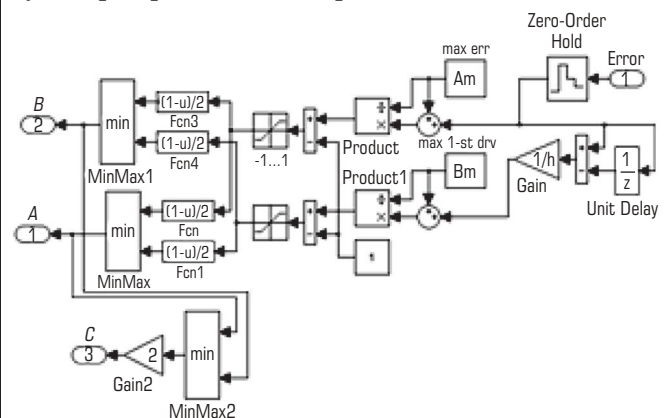 Zero-Order
Hold
Error
1
max err
Am
B
2
min
MinMax1
(1-u)/2
Fcn3
(1-u)/2
Fcn4
-1...1
Product
max 1-st drv
Product1
Bm
1/h
Gain
1
z
Unit Delay
A
1
min
MinMax
(1-u)/2
Fcn
(1-u)/2
Fcn1
1
C
3
2
Gain2
min
MinMax2